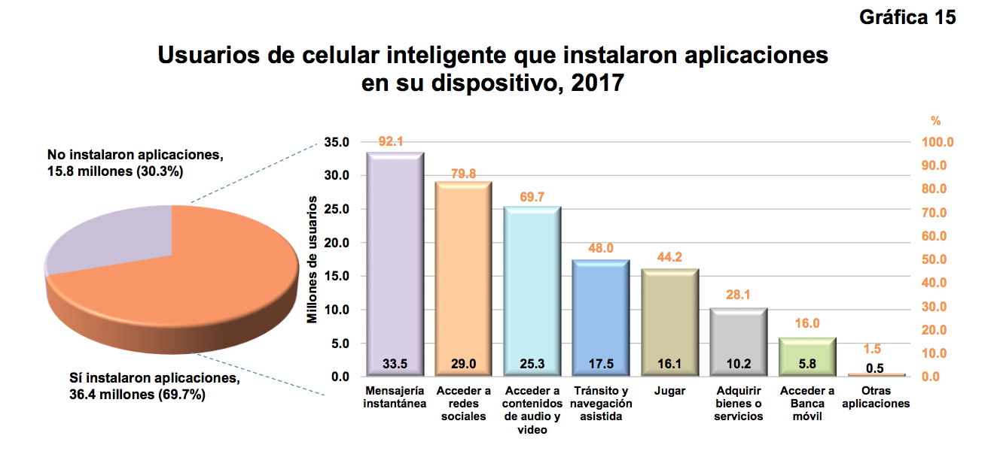 Gráfica 15
Usuarios de celular inteligente que instalaron aplicaciones
en su dispositivo, 2017
No instalaron aplicaciones,
15.8 millones (30.3%)
Sí instalaron aplicaciones,
36.4 millones (69.7%)
Millones de usuarios
35.0
30.0
25.0
20.0
15.0
10.0
5.0
0.0
92.1
79.8
69.7
48.0
44.2
28.1
16.0
1.5
33.5
29.0
25.3
17.5
16.1
10.2
5.8
0.5
Mensajería
instantánea
Acceder a
redes
sociales
Acceder a
contenidos
de audio y
video
Tránsito y
navegación
asistida
Jugar
Adquirir
bienes o
servicios
Acceder a
Banca
móvil
Otras
aplicaciones
%
100.0
90.0
80.0
70.0
60.0
50.0
40.0
30.0
20.0
10.0
0.0